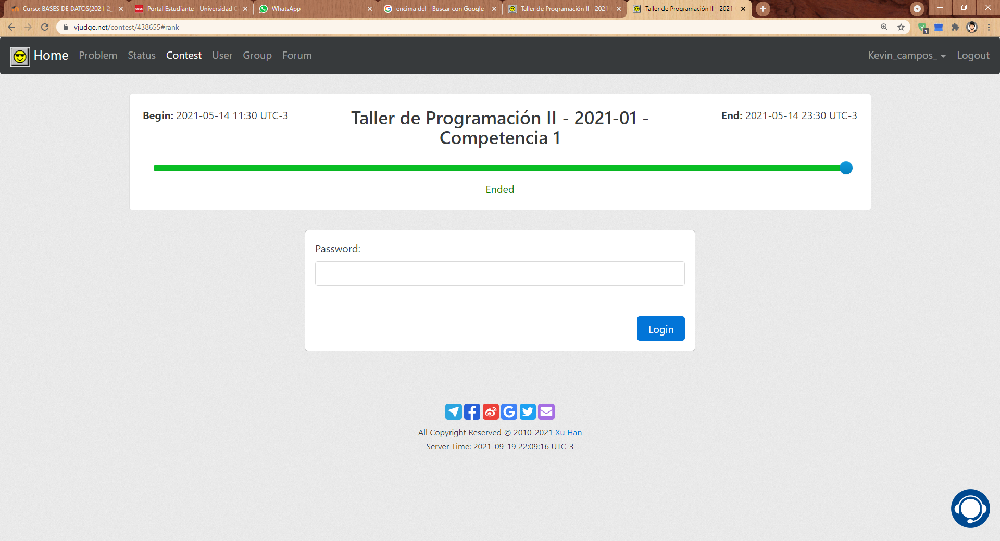 Curso: BASES DE DATOS(2021-2_
Portal Estudiante - Universidad C
WhatsApp
encima del - Buscar con Google
Taller de Programación II - 2021-
Taller de Programación II - 2021-
vjudge.net/contest/438655#rank
1
Home
Problem
Status
Contest
User
Group
Forum
Kevin_campos_
Logout
Begin: 2021-05-14 11:30 UTC-3
Taller de Programación II - 2021-01 -
Competencia 1
End: 2021-05-14 23:30 UTC-3
Ended
Password:
Login
All Copyright Reserved © 2010-2021 Xu Han
Server Time: 2021-09-19 22:09:16 UTC-3